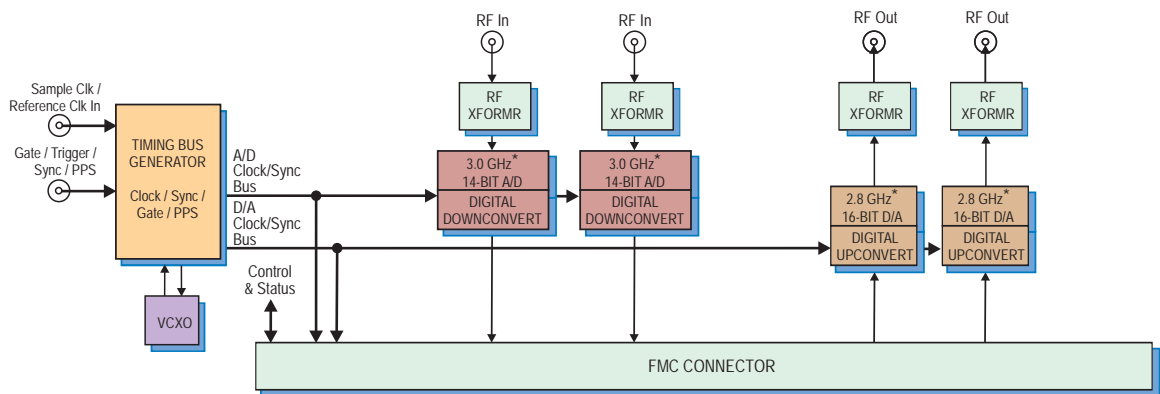 RF In
RF In
RF Out
RF Out
Sample Clk /
Reference Clk In
Gate / Trigger /
Sync / PPS
TIMING BUS
GENERATOR
Clock / Sync /
Gate / PPS
VCXO
A/D
Clock/Sync
Bus
D/A
Clock/Sync
Bus
Control
& Status
RF
XFORMR
RF
XFORMR
RF
XFORMR
RF
XFORMR
3.0 GHz*
14-BIT A/D
DIGITAL
DOWNCONVERT
3.0 GHz*
14-BIT A/D
DIGITAL
DOWNCONVERT
2.8 GHz*
16-BIT D/A
DIGITAL
UPCONVERT
2.8 GHz*
16-BIT D/A
DIGITAL
UPCONVERT
FMC CONNECTOR